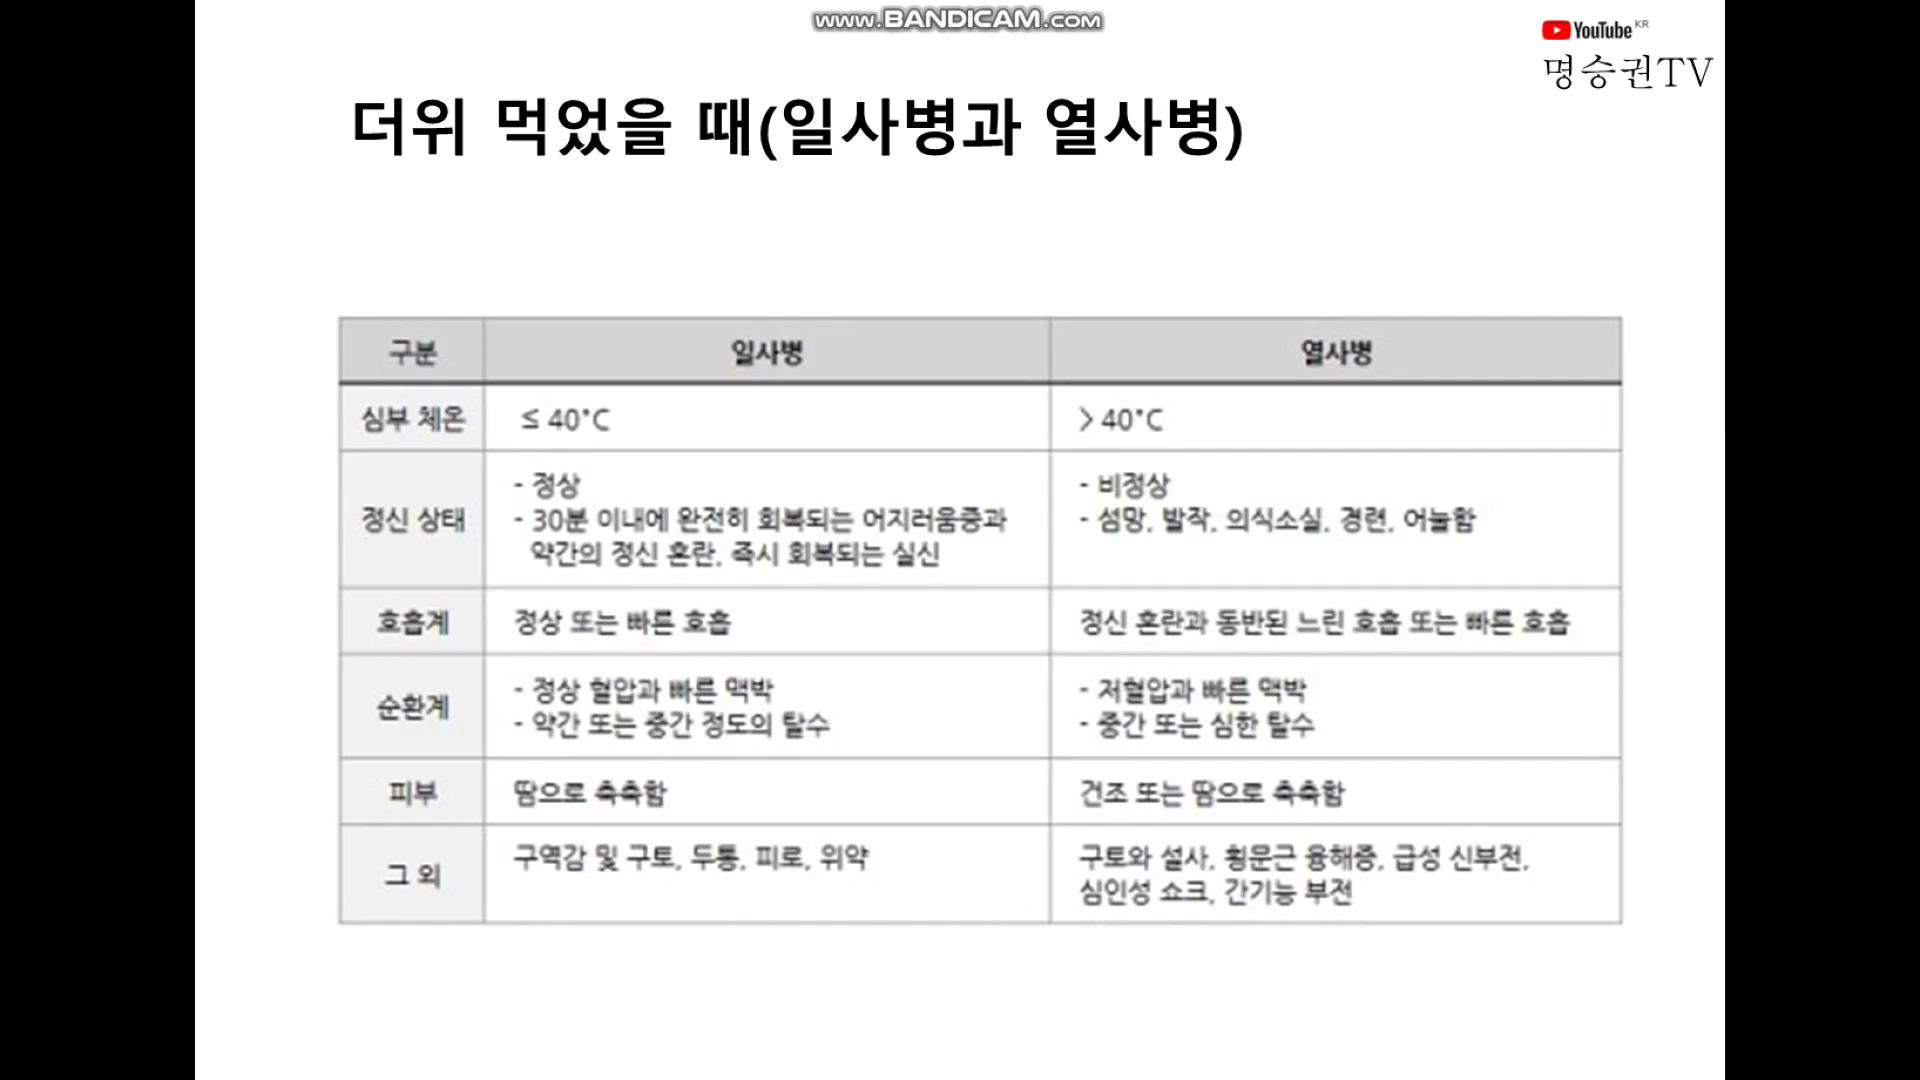 www.BANDICAM.com
YouTube KR
명승권TV
더위 먹었을 때(일사병과 열사병)
구분 일사병 열사병
심부 체온 ≤ 40°C > 40°C
정신 상태
- 정상
- 30분 이내에 완전히 회복되는 어지러움증과
약간의 정신 혼란, 즉시 회복되는 실신
- 비정상
- 섬망, 발작, 의식소실, 경련, 어눌함
호흡계 정상 또는 빠른 호흡 정신 혼란과 동반된 느린 호흡 또는 빠른 호흡
순환계
- 정상 혈압과 빠른 맥박
- 약간 또는 중간 정도의 탈수
- 저혈압과 빠른 맥박
- 중간 또는 심한 탈수
피부 땀으로 축축함 건조 또는 땀으로 축축함
그 외
구역감 및 구토, 두통, 피로, 위약
구토와 설사, 횡문근 융해증, 급성 신부전,
심인성 쇼크, 간기능 부전